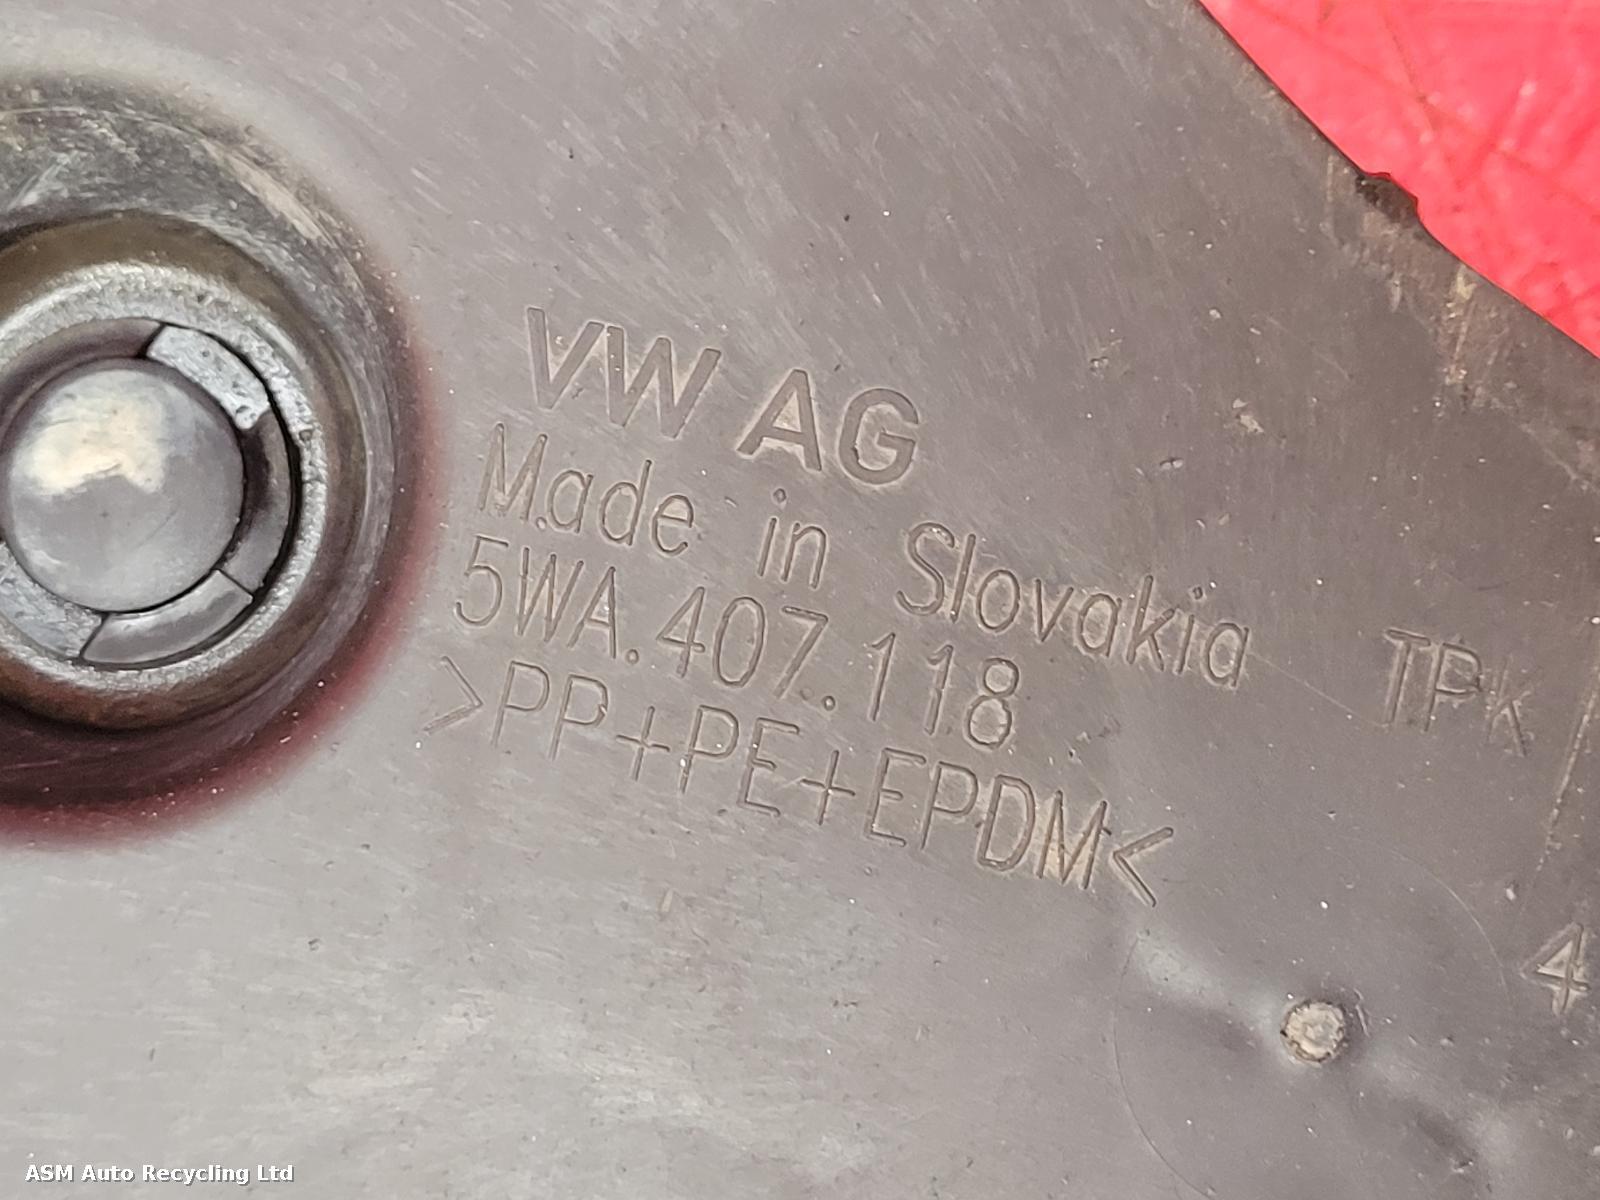 VW AG
Made in Slovakia
TPK
5WA.407.118
>PP+PE+EPDM<
4
ASM Auto Recycling Ltd